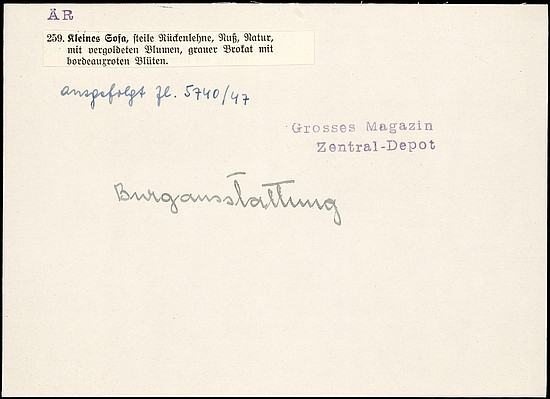 ÄR
259. Kleines Sofa, steile Rückenlehne, Nuß, Natur,
mit vergoldeten Blumen, grauer Brokat mit
bordeauxroten Blüten.
ausgefolgt Zl. 5740/47
Grosses Magazin
Zentral-Depot
Burgausstattung